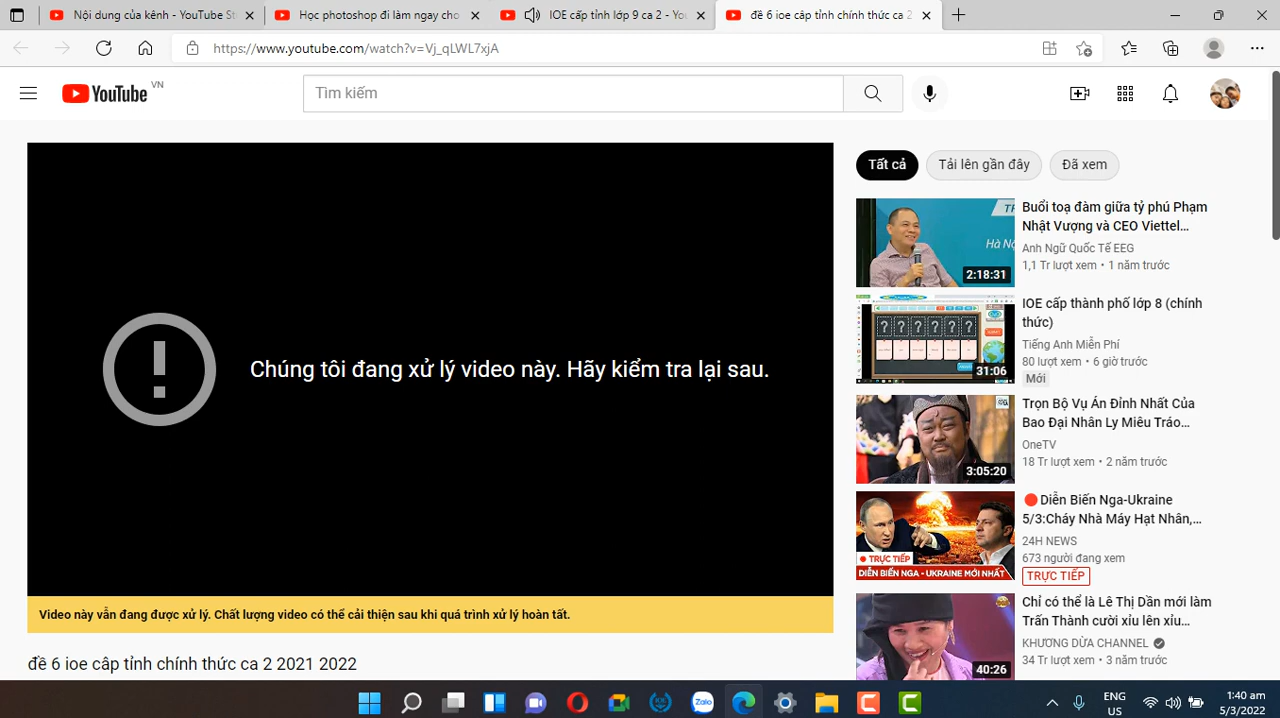 Nội dung của kênh - YouTube St
Học photoshop đi làm ngay cho
IOE cấp tỉnh lớp 9 ca 2 - You
đề 6 ioe câp tỉnh chính thức ca 2
https://www.youtube.com/watch?v=Vj_qLWL7xjA
YouTube VN
Tìm kiếm
Chúng tôi đang xử lý video này. Hãy kiểm tra lại sau.
Video này vẫn đang được xử lý. Chất lượng video có thể cải thiện sau khi quá trình xử lý hoàn tất.
đề 6 ioe câp tỉnh chính thức ca 2 2021 2022
Tất cả
Tải lên gần đây
Đã xem
Hà Nộ
2:18:31
Buổi toạ đàm giữa tỷ phú Phạm
Nhật Vượng và CEO Viettel...
Anh Ngữ Quốc Tế EEG
1,1 Tr lượt xem • 1 năm trước
? ? ? ? ? ?
31:06
IOE cấp thành phố lớp 8 (chính
thức)
Tiếng Anh Miễn Phí
80 lượt xem • 6 giờ trước
Mới
3:05:20
Trọn Bộ Vụ Án Đỉnh Nhất Của
Bao Đại Nhân Ly Miêu Tráo...
OneTV
18 Tr lượt xem • 2 năm trước
TRỰC TIẾP
DIỄN BIẾN NGA - UKRAINE MỚI NHẤT
Diễn Biến Nga-Ukraine
5/3:Cháy Nhà Máy Hạt Nhân,...
24H NEWS
673 người đang xem
TRỰC TIẾP
40:26
Chỉ có thể là Lê Thị Dần mới làm
Trấn Thành cười xỉu lên xỉu...
KHƯƠNG DỪA CHANNEL
34 Tr lượt xem • 3 năm trước
Zalo
ENG
US
1:40 am
5/3/2022